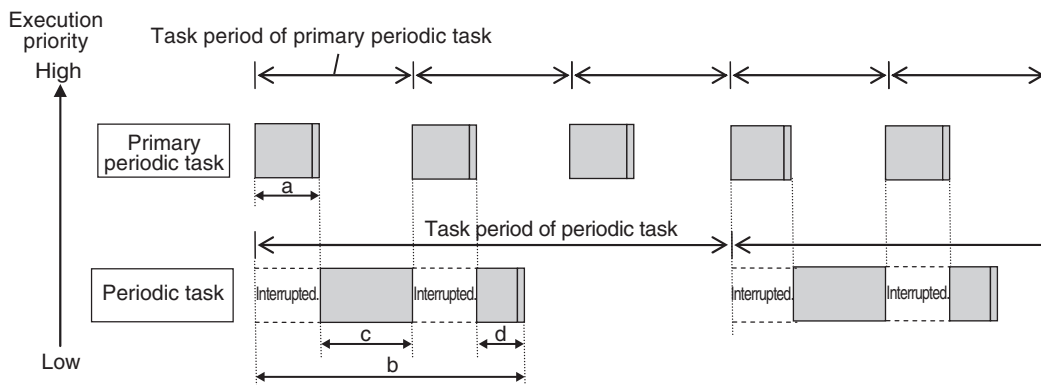 Execution
priority
High
Task period of primary periodic task
Primary
periodic task
a
Task period of periodic task
Periodic task
Interrupted.
Interrupted.
Interrupted.
Interrupted.
c
d
b
Low